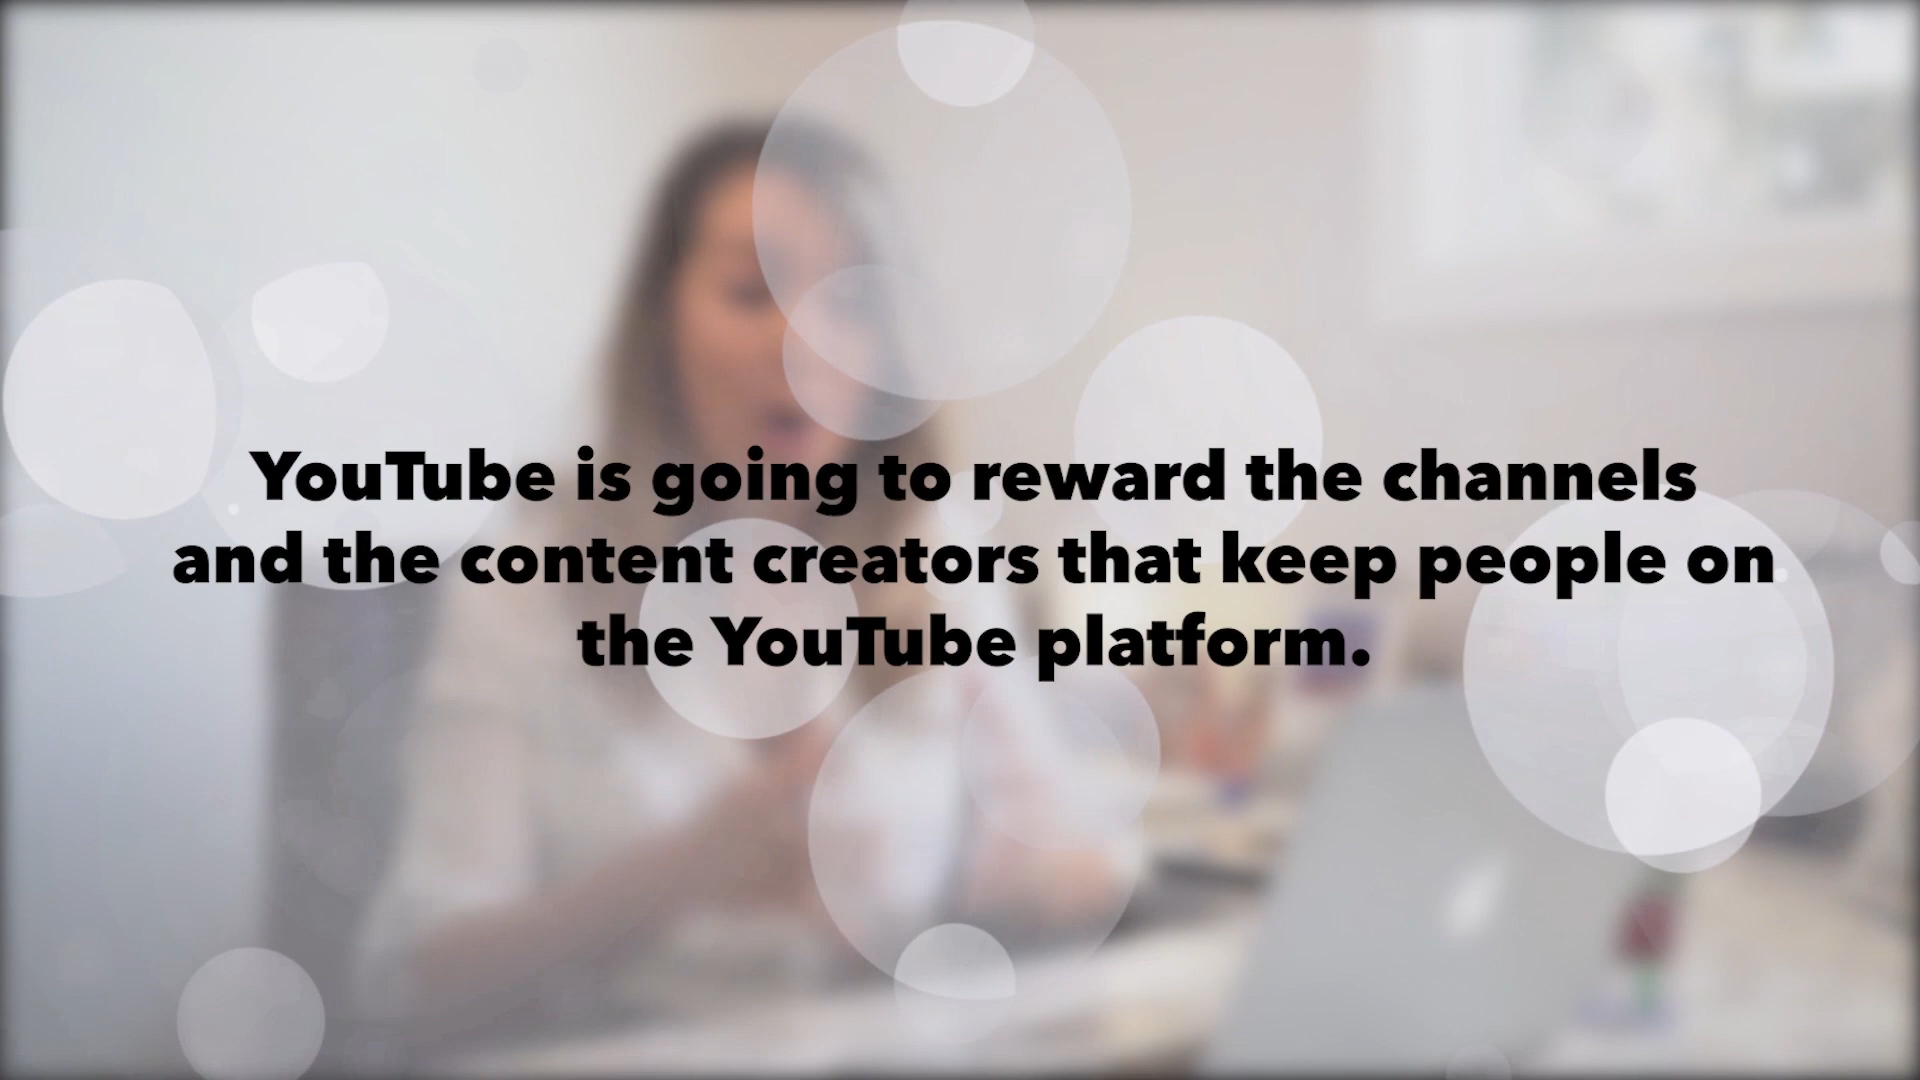 YouTube is going to reward the channels
and the content creators that keep people on
the YouTube platform.